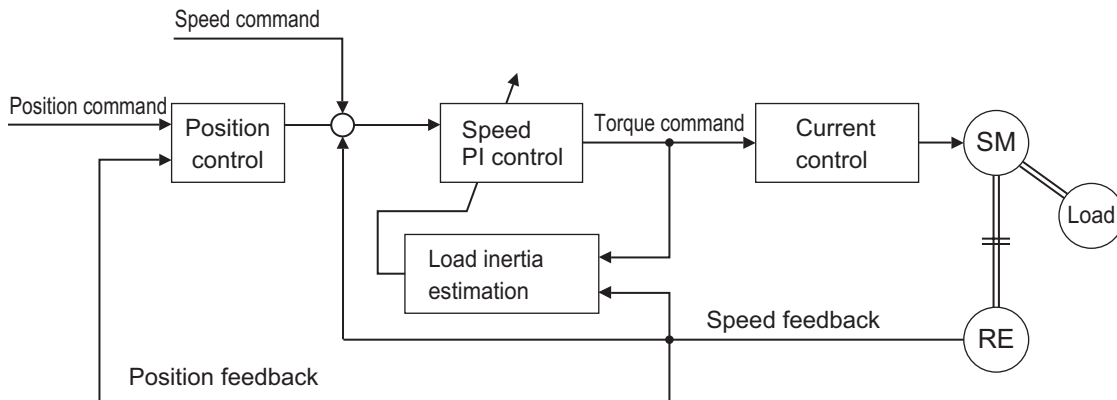 Speed command
Position command
Position
control
Speed
PI control
Torque command
Current
control
SM
Load
Load inertia
estimation
Speed feedback
RE
Position feedback